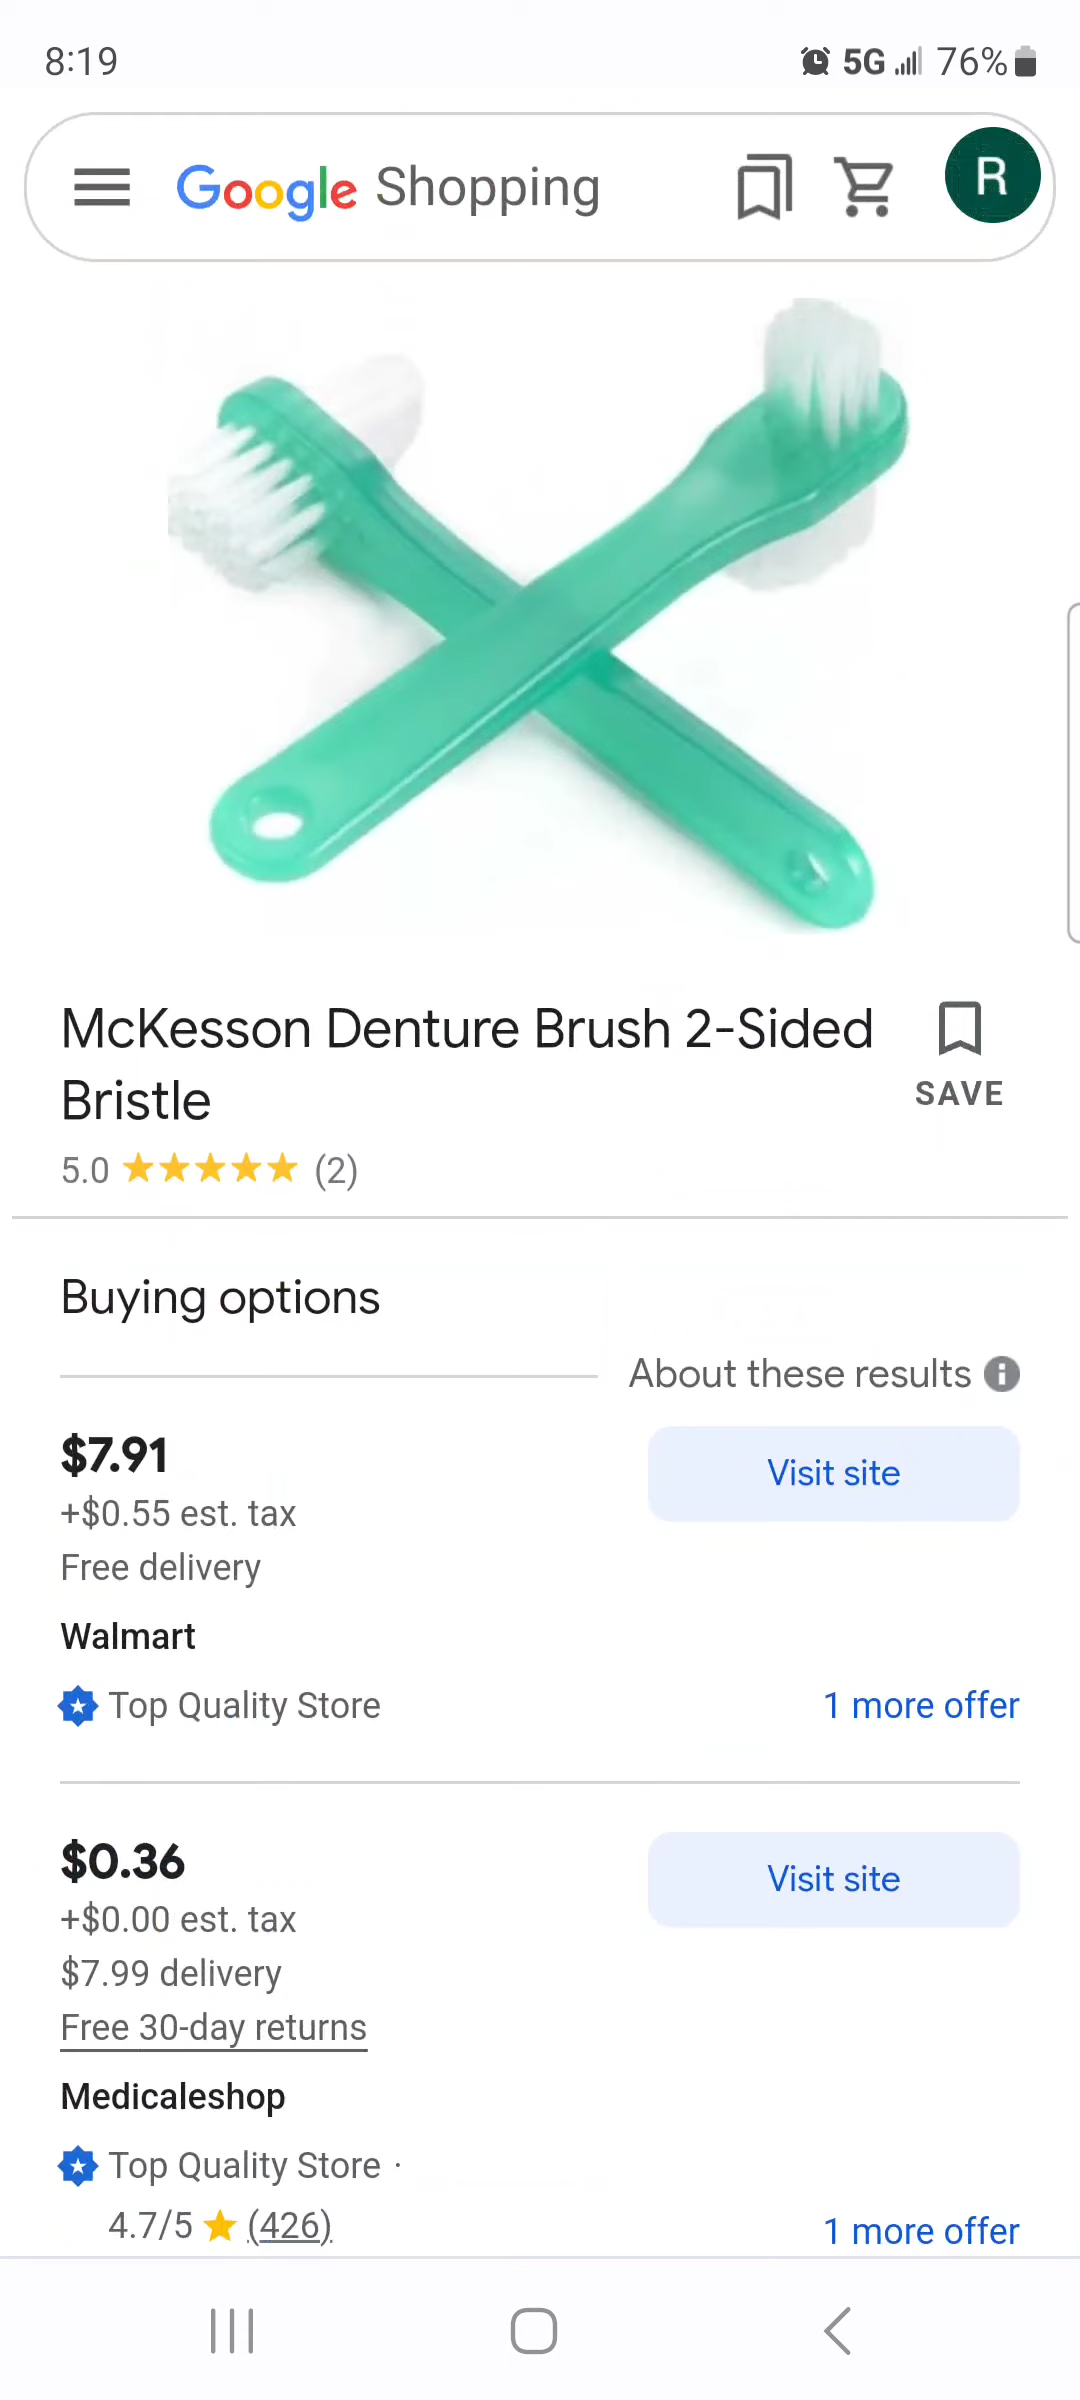 8:19 5G 76%
Google Shopping R
McKesson Denture Brush 2-Sided
Bristle
SAVE
5.0 (2)
Buying options
About these results
$7.91
Visit site
+$0.55 est. tax
Free delivery
Walmart
Top Quality Store
1 more offer
$0.36
Visit site
+$0.00 est. tax
$7.99 delivery
Free 30-day returns
Medicaleshop
Top Quality Store ·
4.7/5 (426)
1 more offer